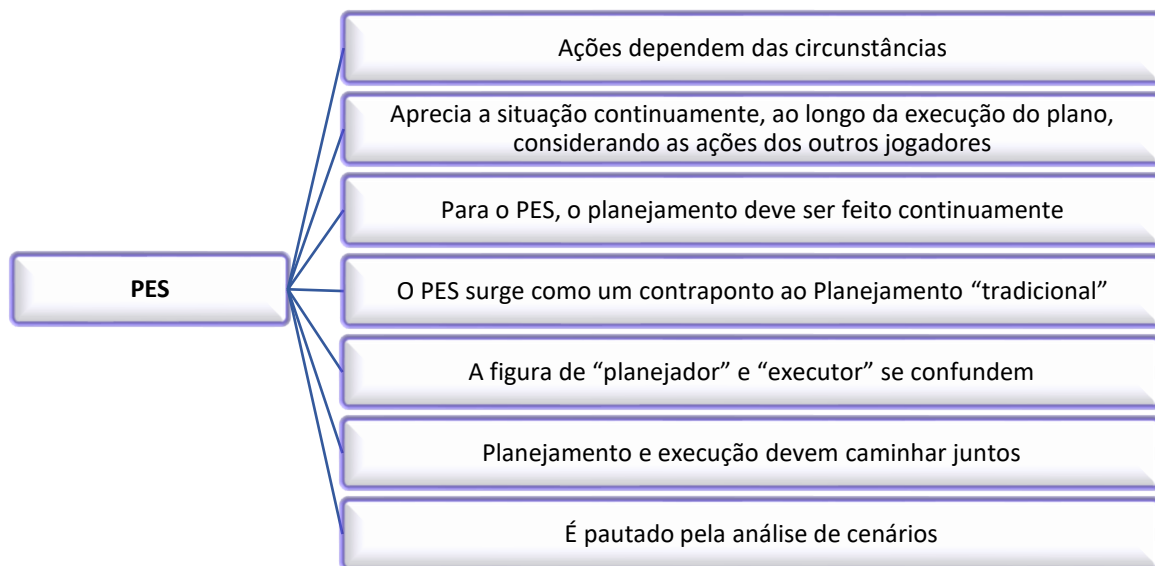 Ações dependem das circunstâncias
Aprecia a situação continuamente, ao longo da execução do plano,
considerando as ações dos outros jogadores
Para o PES, o planejamento deve ser feito continuamente
PES
O PES surge como um contraponto ao Planejamento “tradicional”
A figura de “planejador” e “executor” se confundem
Planejamento e execução devem caminhar juntos
É pautado pela análise de cenários